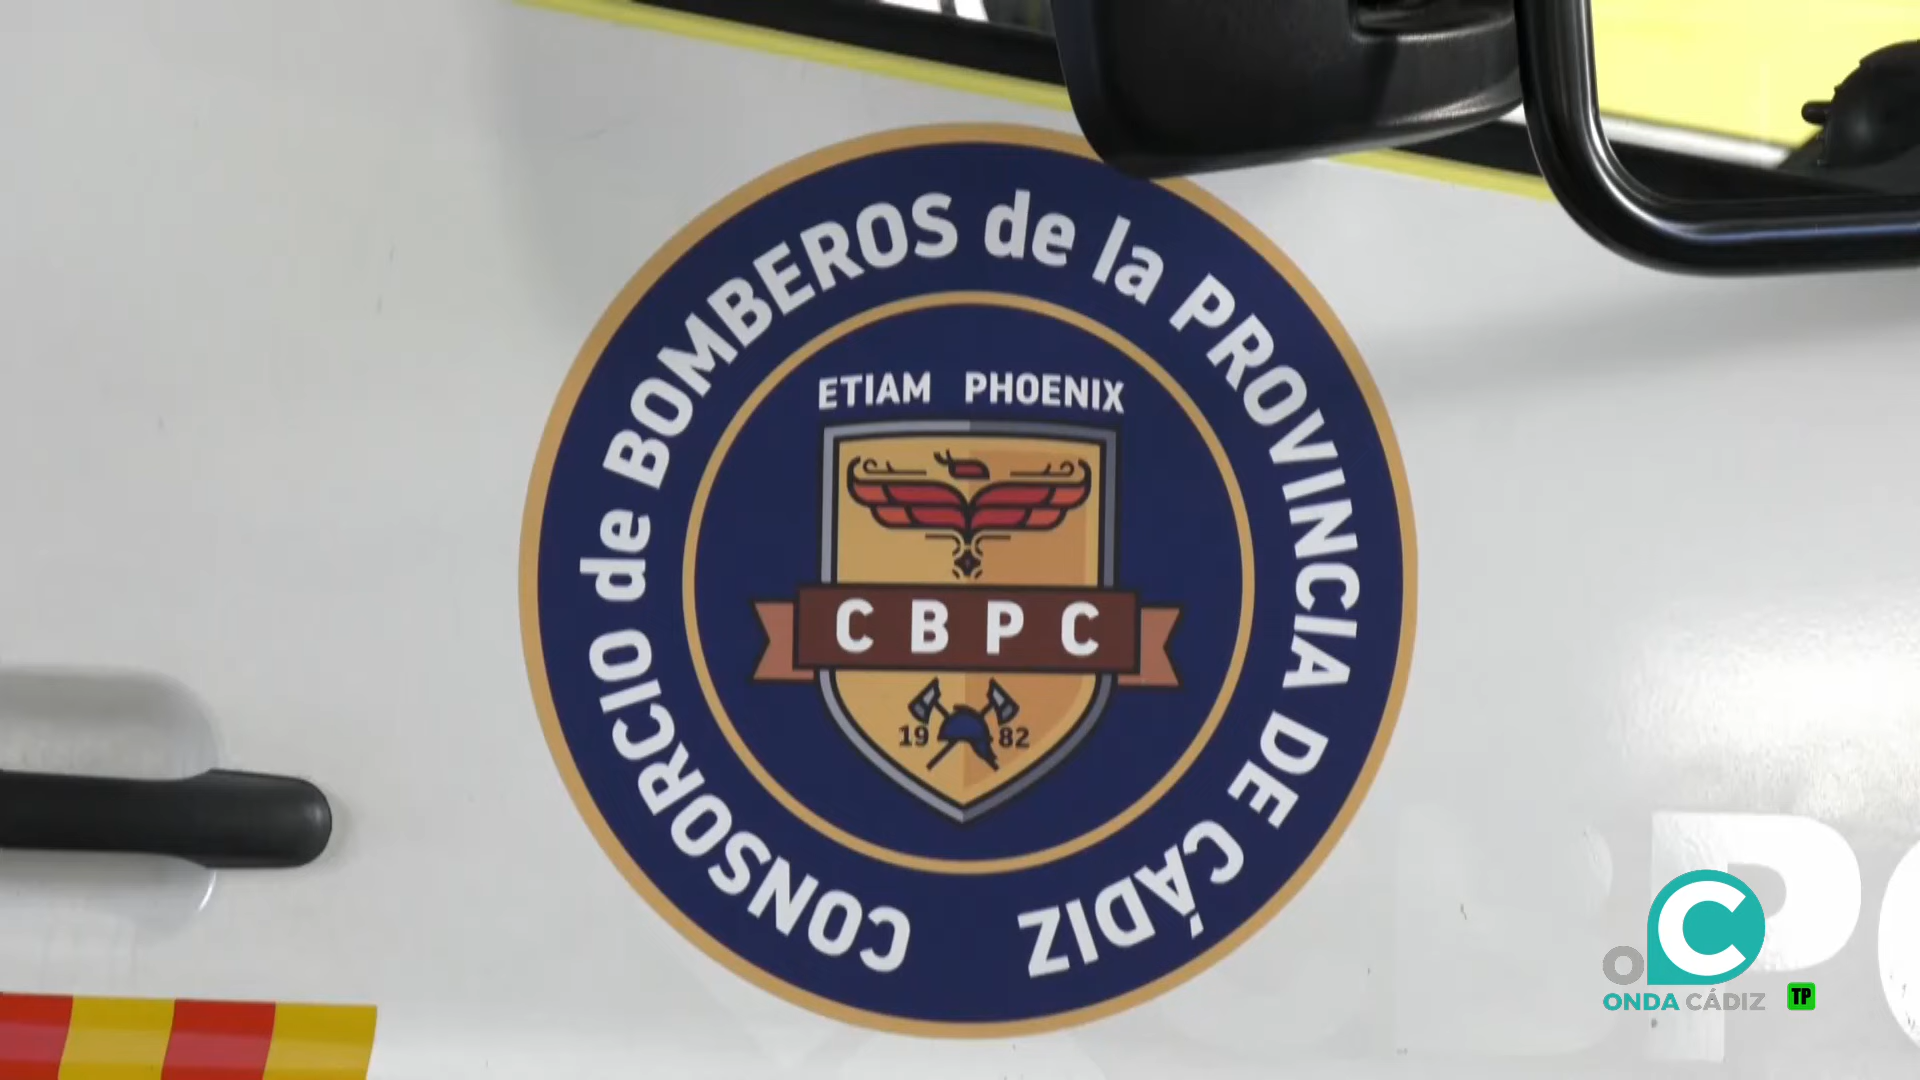 CONSORCIO de BOMBEROS de la PROVINCIA DE CÁDIZ
ETIAM PHOENIX
CBPC
19 82
ONDA CÁDIZ TP